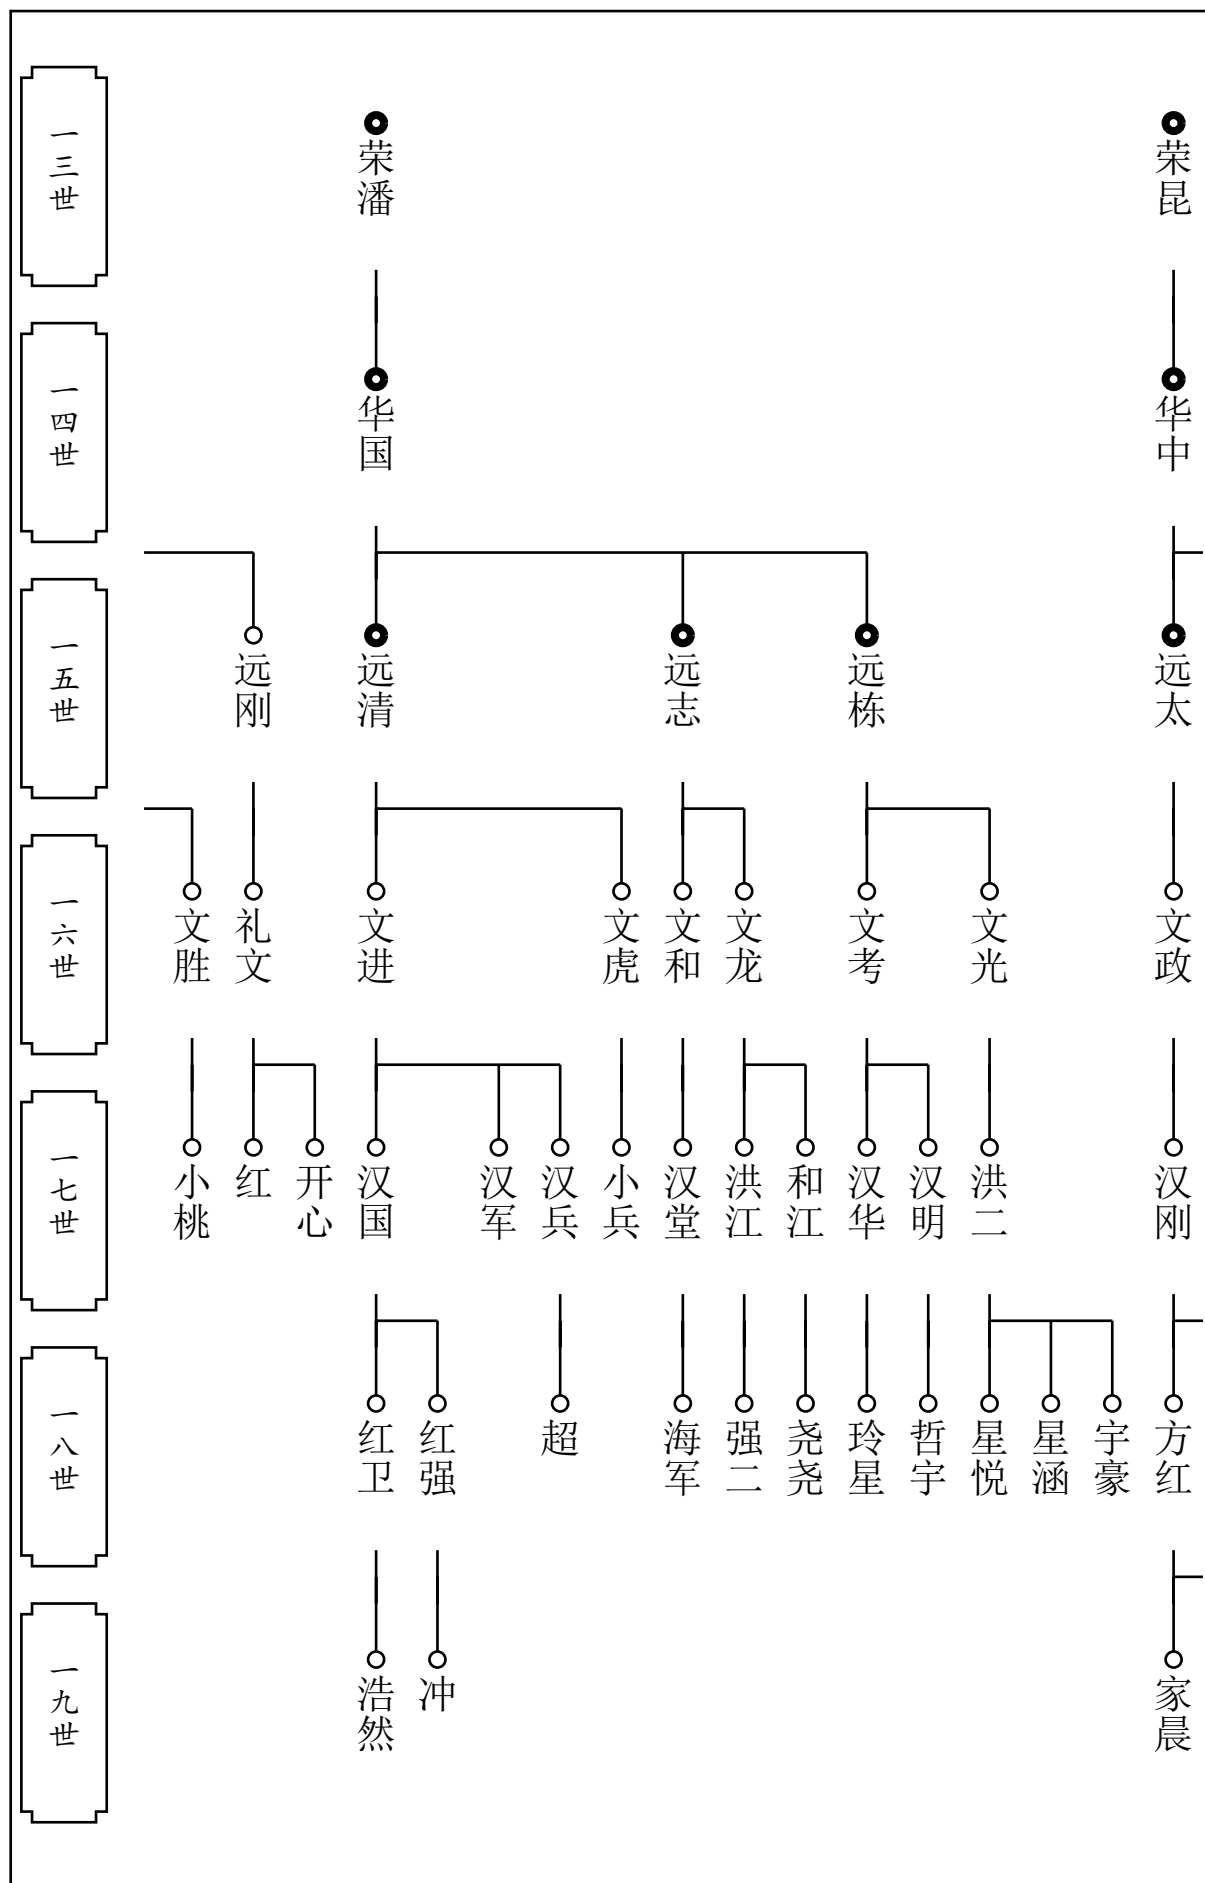 一三世
荣潘
荣昆
一四世
华国
华中
一五世
远刚
远清
远志
远栋
远太
一六世
文胜
礼文
文进
文虎
文和
文龙
文考
文光
文政
一七世
小桃
红
开心
汉国
汉军
汉兵
小兵
汉堂
洪江
和江
汉华
汉明
洪二
汉刚
一八世
红卫
红强
超
海军
强二
尧尧
玲星
哲宇
星悦
星涵
宇豪
方红
一九世
浩然
冲
家晨